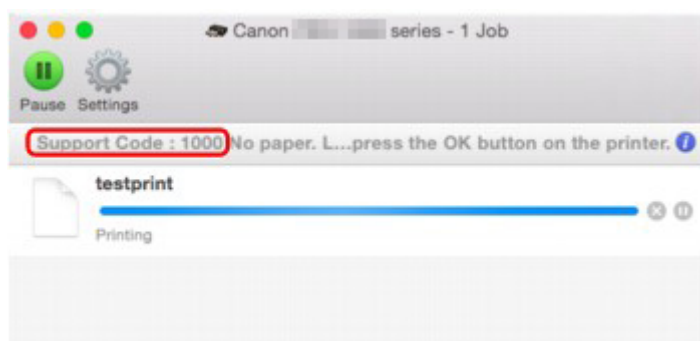 Canon series - 1 Job
Pause Settings
Support Code : 1000 No paper. L...press the OK button on the printer.
testprint
Printing